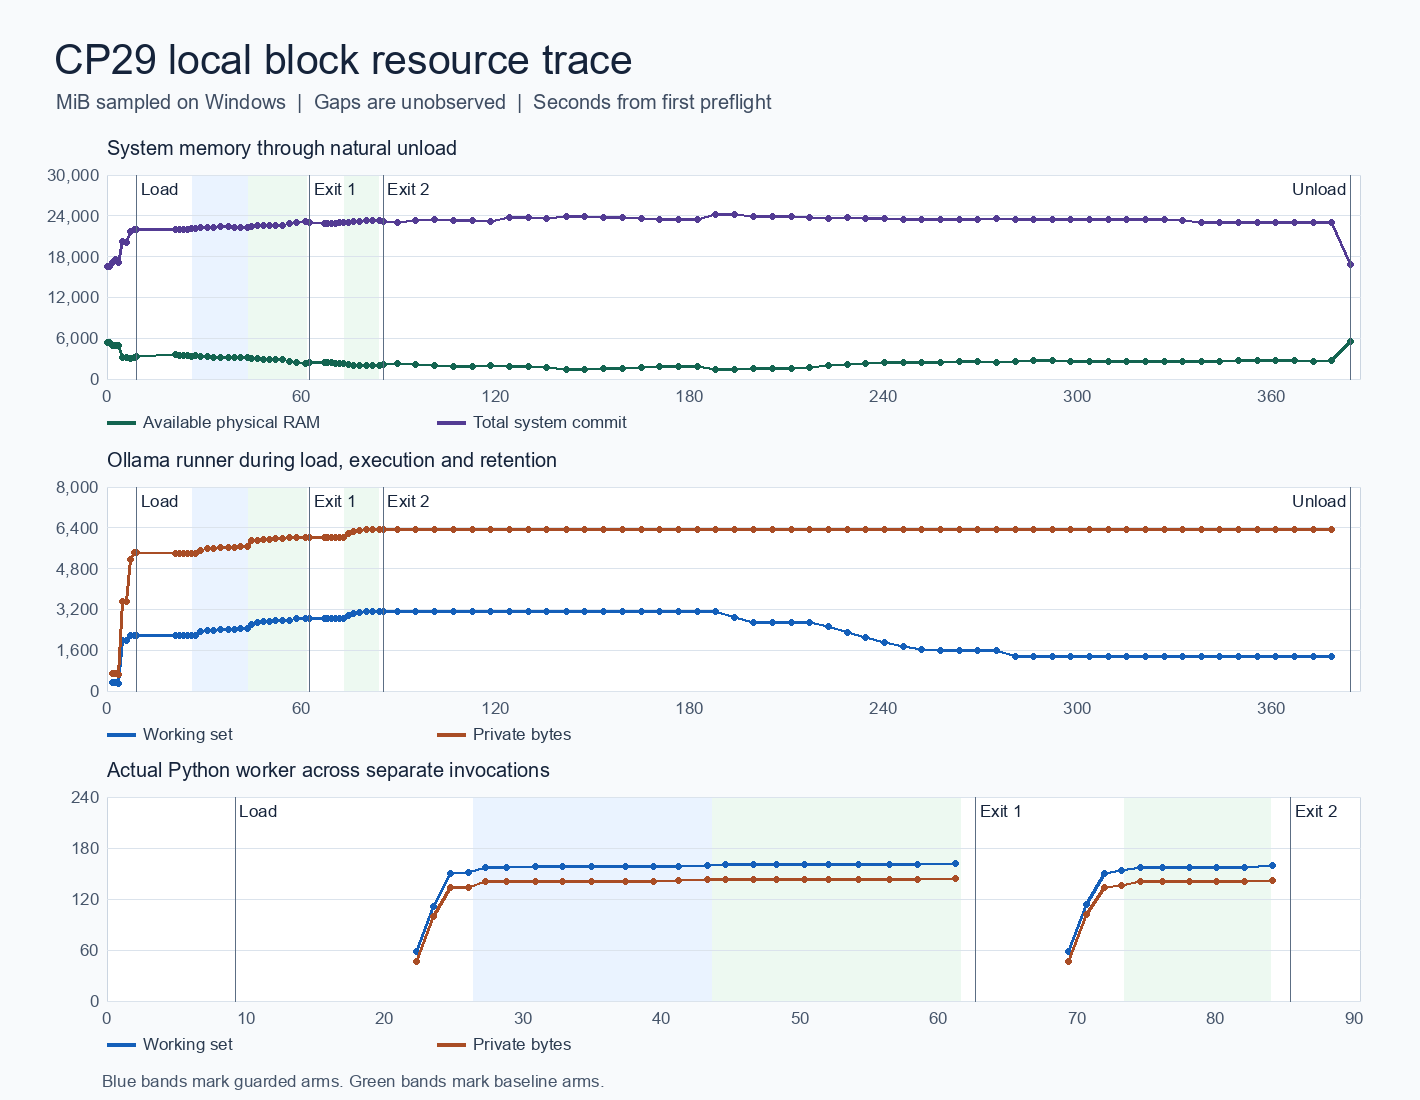 CP29 local block resource trace
MiB sampled on Windows | Gaps are unobserved | Seconds from first preflight
System memory through natural unload
30,000
24,000
18,000
12,000
6,000
0
Load
Exit 1
Exit 2
Unload
0 60 120 180 240 300 360
Available physical RAM
Total system commit
Ollama runner during load, execution and retention
8,000
6,400
4,800
3,200
1,600
0
Load
Exit 1
Exit 2
Unload
0 60 120 180 240 300 360
Working set
Private bytes
Actual Python worker across separate invocations
240
180
120
60
0
Load
Exit 1
Exit 2
0 10 20 30 40 50 60 70 80 90
Working set
Private bytes
Blue bands mark guarded arms. Green bands mark baseline arms.